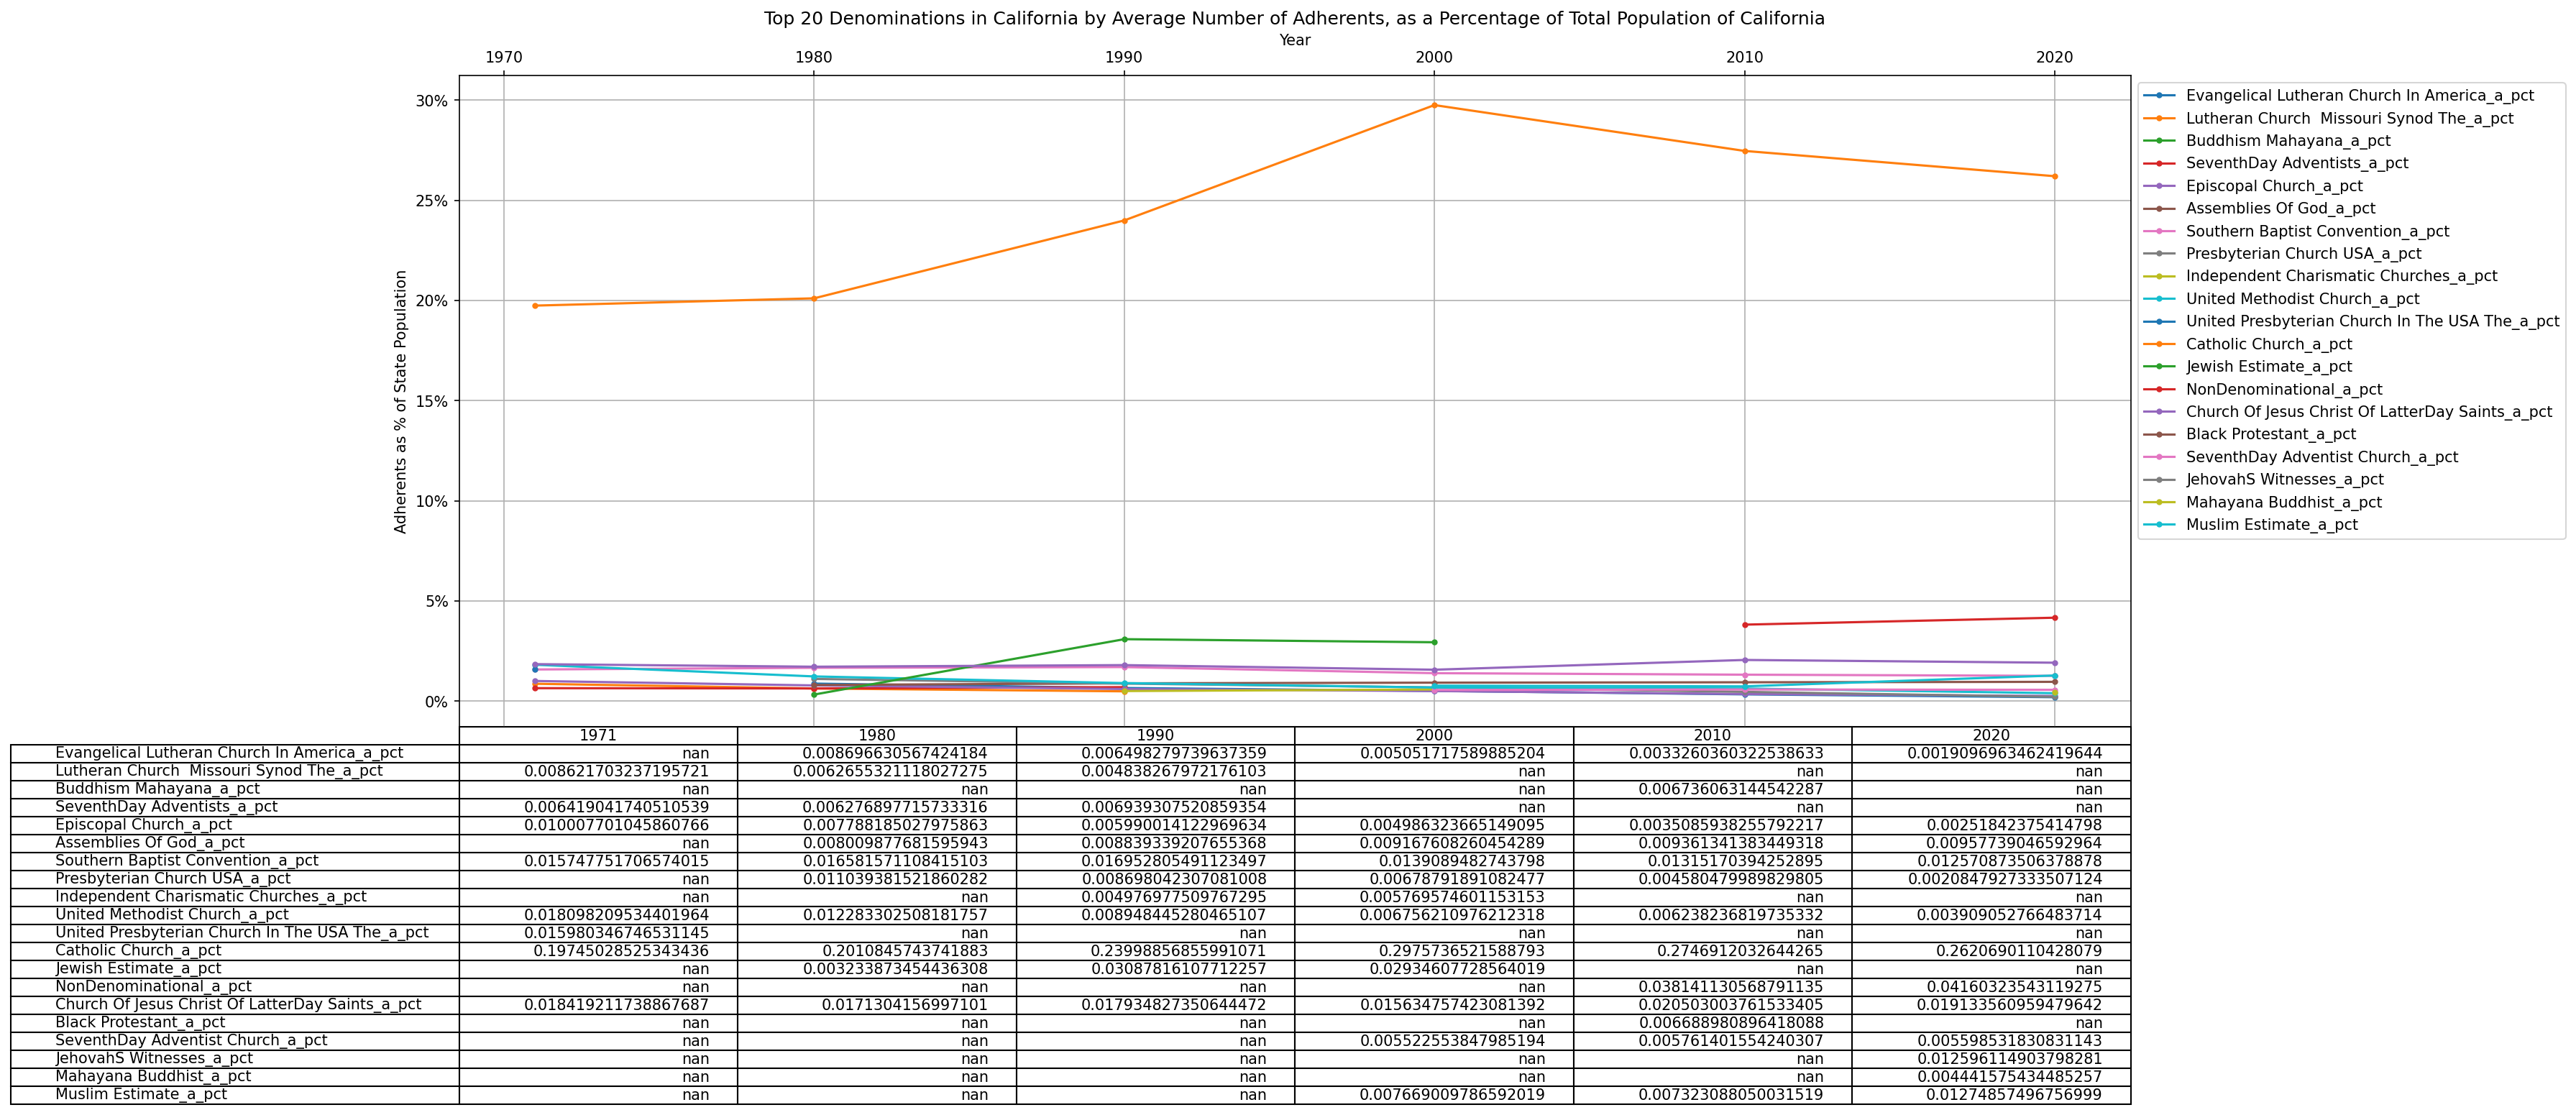 Top 20 Denominations in California by Average Number of Adherents, as a Percentage of Total Population of California
Year
1970 1980 1990 2000 2010 2020
30%
25%
20%
15%
10%
5%
0%
Adherents as % of State Population
Evangelical Lutheran Church In America_a_pct
Lutheran Church  Missouri Synod The_a_pct
Buddhism Mahayana_a_pct
SeventhDay Adventists_a_pct
Episcopal Church_a_pct
Assemblies Of God_a_pct
Southern Baptist Convention_a_pct
Presbyterian Church USA_a_pct
Independent Charismatic Churches_a_pct
United Methodist Church_a_pct
United Presbyterian Church In The USA The_a_pct
Catholic Church_a_pct
Jewish Estimate_a_pct
NonDenominational_a_pct
Church Of Jesus Christ Of LatterDay Saints_a_pct
Black Protestant_a_pct
SeventhDay Adventist Church_a_pct
JehovahS Witnesses_a_pct
Mahayana Buddhist_a_pct
Muslim Estimate_a_pct
1971 1980 1990 2000 2010 2020
Evangelical Lutheran Church In America_a_pct nan 0.008696630567424184 0.006498279739637359 0.005051717589885204 0.0033260360322538633 0.0019096963462419644
Lutheran Church  Missouri Synod The_a_pct 0.008621703237195721 0.0062655321118027275 0.004838267972176103 nan nan nan
Buddhism Mahayana_a_pct nan nan nan nan 0.006736063144542287 nan
SeventhDay Adventists_a_pct 0.006419041740510539 0.006276897715733316 0.006939307520859354 nan nan nan
Episcopal Church_a_pct 0.010007701045860766 0.007788185027975863 0.005990014122969634 0.004986323665149095 0.0035085938255792217 0.002518423754147​98
Assemblies Of God_a_pct nan 0.008009877681595943 0.008839339207655368 0.009167608260454289 0.009361341383449318 0.00957739046592964
Southern Baptist Convention_a_pct 0.015747751706574015 0.016581571108415103 0.016952805491123497 0.0139089482743798 0.01315170394252895 0.012570873506378878
Presbyterian Church USA_a_pct nan 0.011039381521860282 0.008698042307081008 0.00678791891082477 0.004580479989829805 0.0020847927333507124
Independent Charismatic Churches_a_pct nan nan 0.004976977509767295 0.005769574601153153 nan nan
United Methodist Church_a_pct 0.018098209534401964 0.012283302508181757 0.008948445280465107 0.006756210976212318 0.006238236819735332 0.003909052766483714
United Presbyterian Church In The USA The_a_pct 0.015980346746531145 nan nan nan nan nan
Catholic Church_a_pct 0.19745028525343436 0.2010845743741883 0.23998856855991071 0.2975736521588793 0.2746912032644265 0.2620690110428079
Jewish Estimate_a_pct nan 0.003233873454436308 0.03087816107712257 0.02934607728564019 nan nan
NonDenominational_a_pct nan nan nan nan 0.038141130568791135 0.04160323543119275
Church Of Jesus Christ Of LatterDay Saints_a_pct 0.018419211738867687 0.0171304156997101 0.017934827350644472 0.015634757423081392 0.020503003761533405 0.019133560959479642
Black Protestant_a_pct nan nan nan nan 0.006688980896418088 nan
SeventhDay Adventist Church_a_pct nan nan nan 0.005522553847985194 0.005761401554240307 0.005598531830831143
JehovahS Witnesses_a_pct nan nan nan nan nan 0.012596114903798281
Mahayana Buddhist_a_pct nan nan nan nan nan 0.004441575434485257
Muslim Estimate_a_pct nan nan nan 0.007669009786592019 0.007323088050031519 0.01274857496756999